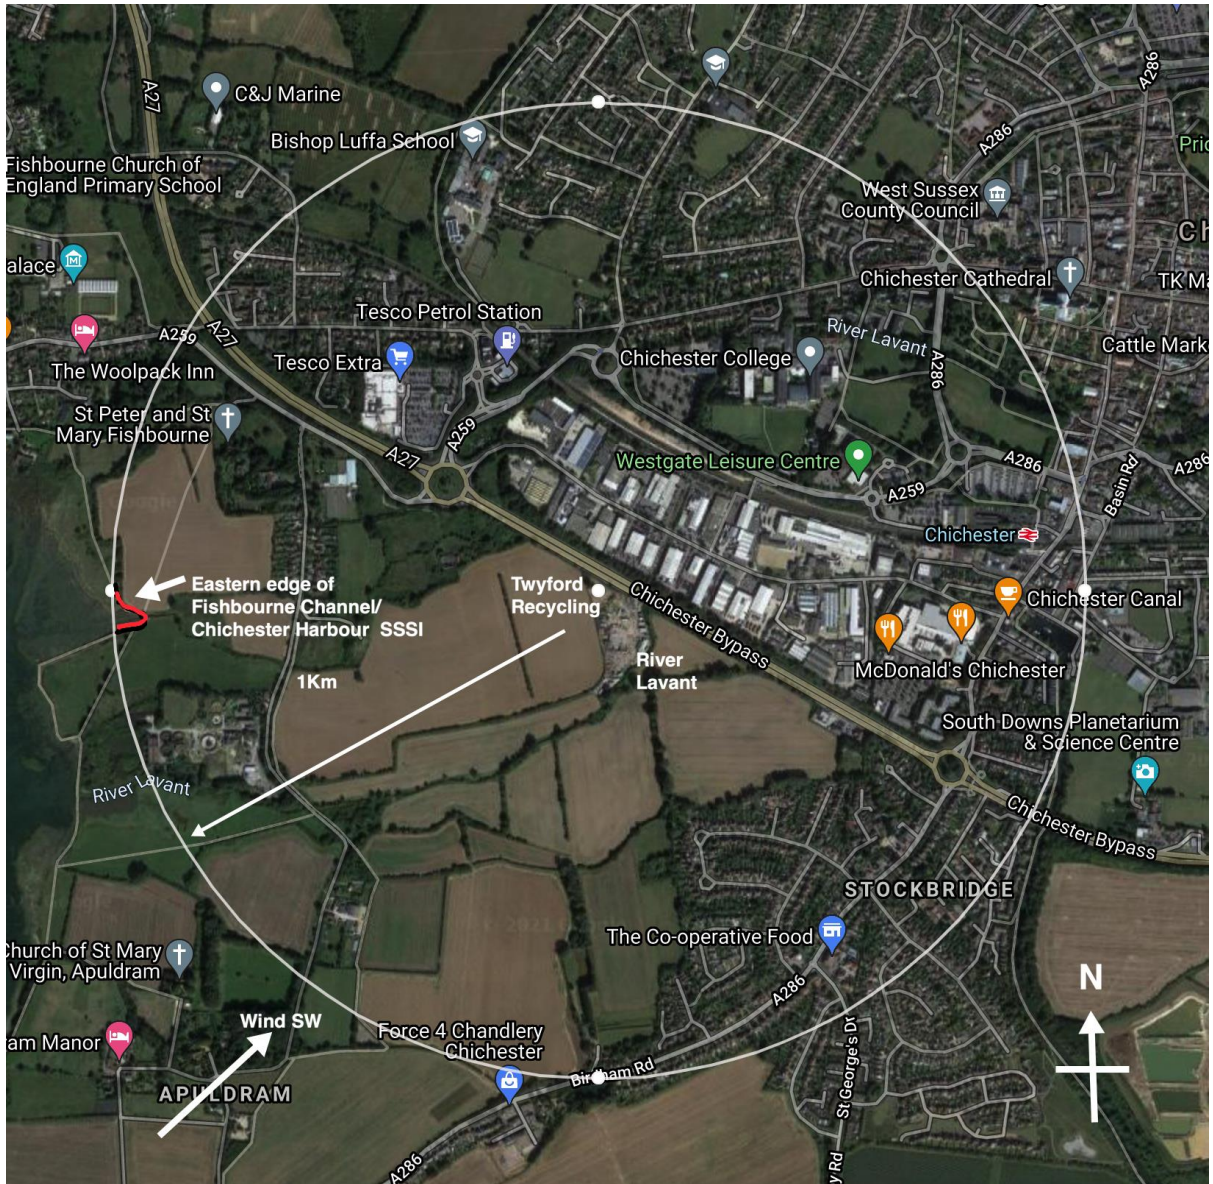 A286
A27
C&J Marine
Bishop Luffa School
A286
Fishbourne Church of
England Primary School
Pric
West Sussex
County Council
Ch
alace
Chichester Cathedral
TK Ma
Tesco Petrol Station
River Lavant
A259
A27
Tesco Extra
Chichester College
Cattle Marke
The Woolpack Inn
A286
St Peter and St
Mary Fishbourne
A259
A27
Westgate Leisure Centre
A286
A286
Basin Rd
A259
Chichester
Eastern edge of
Fishbourne Channel/
Chichester Harbour SSSI
Twyford
Recycling
Chichester Bypass
Chichester Canal
River
Lavant
1Km
McDonald's Chichester
South Downs Planetarium
& Science Centre
River Lavant
Chichester Bypass
STOCKBRIDGE
Church of St Mary
Virgin, Apuldram
The Co-operative Food
N
A286
Wind SW
ram Manor
Force 4 Chandlery
Chichester
Birdham Rd
St George's Dr
APULDRAM
A286
y Rd